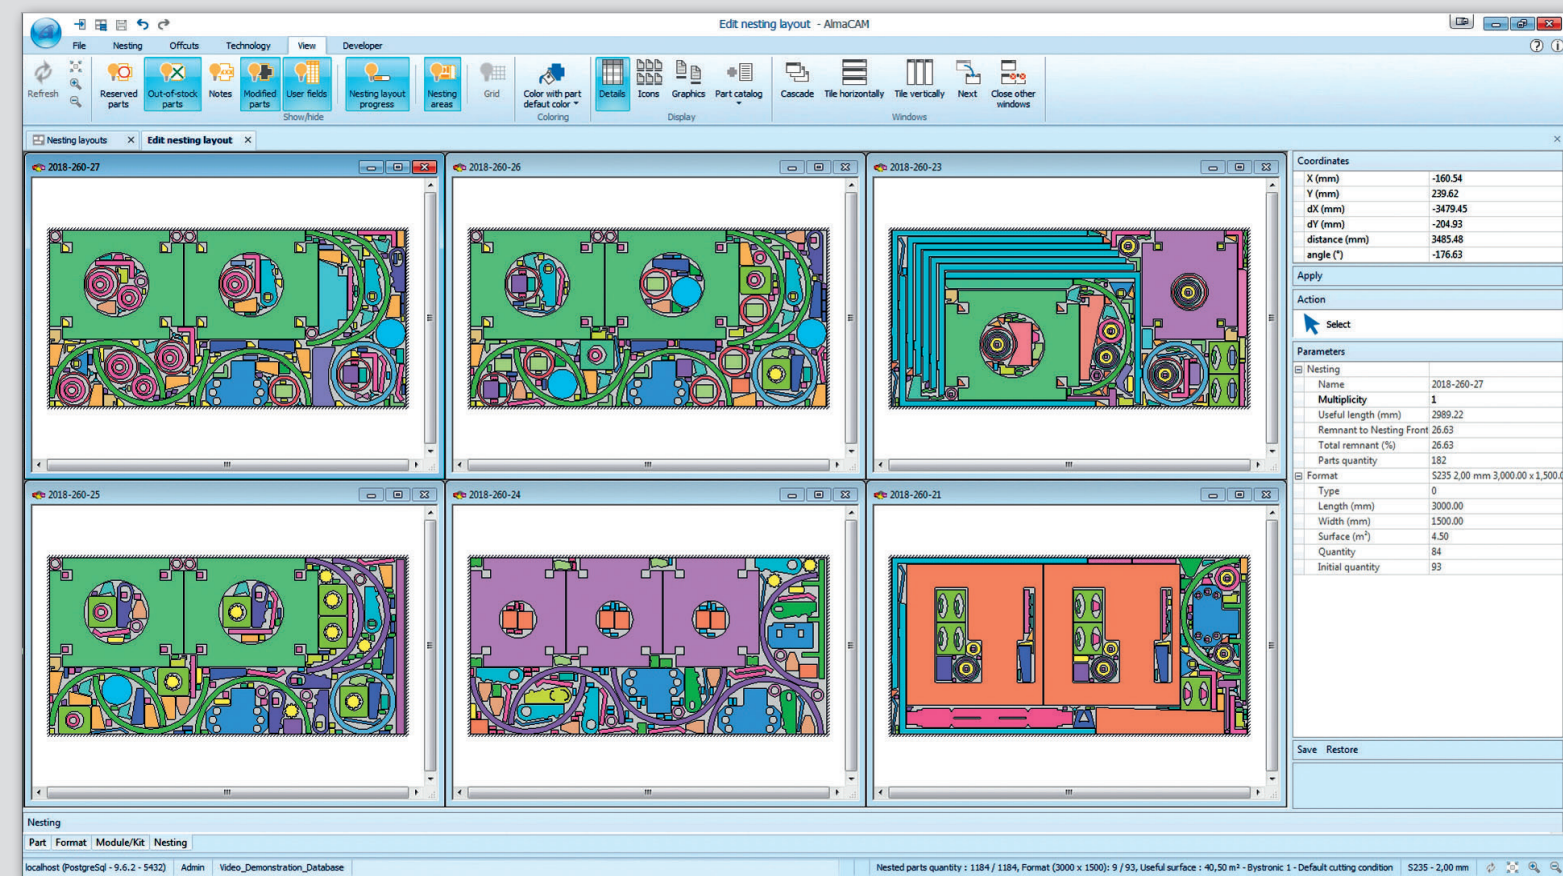 Edit nesting layout - AlmaCAM
File Nesting Offcuts Technology View Developer
Refresh
Reserved parts
Out-of-stock parts
Notes
Modified parts
User fields
Nesting layout progress
Nesting areas
Grid
Color with part defaut color
Details
Icons
Graphics
Part catalog
Cascade
Tile horizontally
Tile vertically
Next
Close other windows
Show/hide
Coloring
Display
Windows
Nesting layouts
Edit nesting layout
2018-260-27
2018-260-26
2018-260-23
2018-260-25
2018-260-24
2018-260-21
Coordinates
X (mm) -160.54
Y (mm) 239.62
dX (mm) -3479.45
dY (mm) -204.93
distance (mm) 3485.48
angle (°) -176.63
Apply
Action
Select
Parameters
Nesting
Name 2018-260-27
Multiplicity 1
Useful length (mm) 2989.22
Remnant to Nesting Front 26.63
Total remnant (%) 26.63
Parts quantity 182
Format S235 2,00 mm 3,000.00 x 1,500.0
Type 0
Length (mm) 3000.00
Width (mm) 1500.00
Surface (m²) 4.50
Quantity 84
Initial quantity 93
Save Restore
Nesting
Part Format Module/Kit Nesting
localhost (PostgreSql - 9.6.2 - 5432) Admin Video_Demonstration_Database
Nested parts quantity : 1184 / 1184, Format (3000 x 1500): 9 / 93, Useful surface : 40,50 m² - Bystronic 1 - Default cutting condition S235 - 2,00 mm